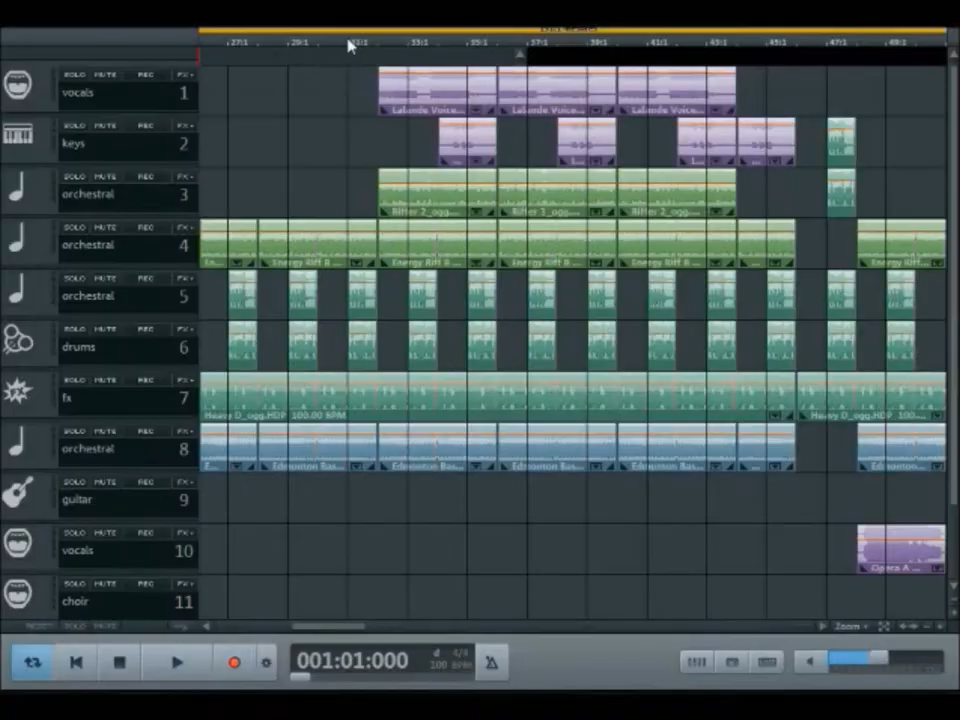 27:1 29:1 31:1 33:1 35:1 37:1 39:1 41:1 43:1 45:1 47:1 49:1
SOLO MUTE REC FX
vocals 1
Lalande Voice...
SOLO MUTE REC FX
keys 2
SOLO MUTE REC FX
orchestral 3
Riffer 2_ogg... Riffer 3_ogg... Riffer 2_ogg...
SOLO MUTE REC FX
orchestral 4
En... Energy Riff B ... Energy Riff B ... Energy Riff B ... Energy Riff B ... ... Energy Riff...
SOLO MUTE REC FX
orchestral 5
SOLO MUTE REC FX
drums 6
SOLO MUTE REC FX
fx 7
Heavy D_ogg.HDP 100.00 BPM Heavy D_ogg.HDP 100....
SOLO MUTE REC FX
orchestral 8
E... Edmonton Bas... Edmonton Bas... Edmonton Bas... Edmonton Bas... ... Edmonton...
SOLO MUTE REC FX
guitar 9
SOLO MUTE REC FX
vocals 10
Opera A ...
SOLO MUTE REC FX
choir 11
SOLO MUTE
Zoom
001:01:000 4/4
100 BPM